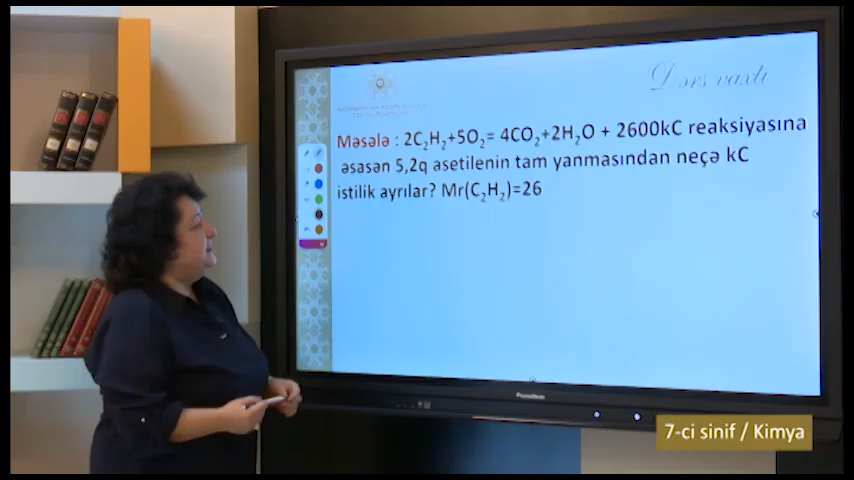 Dərs vaxtı
Məsələ : 2C₂H₂+5O₂= 4CO₂+2H₂O + 2600kC reaksiyasına
əsasən 5,2q asetilenin tam yanmasından neçə kC
istilik ayrılar? Mr(C₂H₂)=26
Promethean
7-ci sinif / Kimya